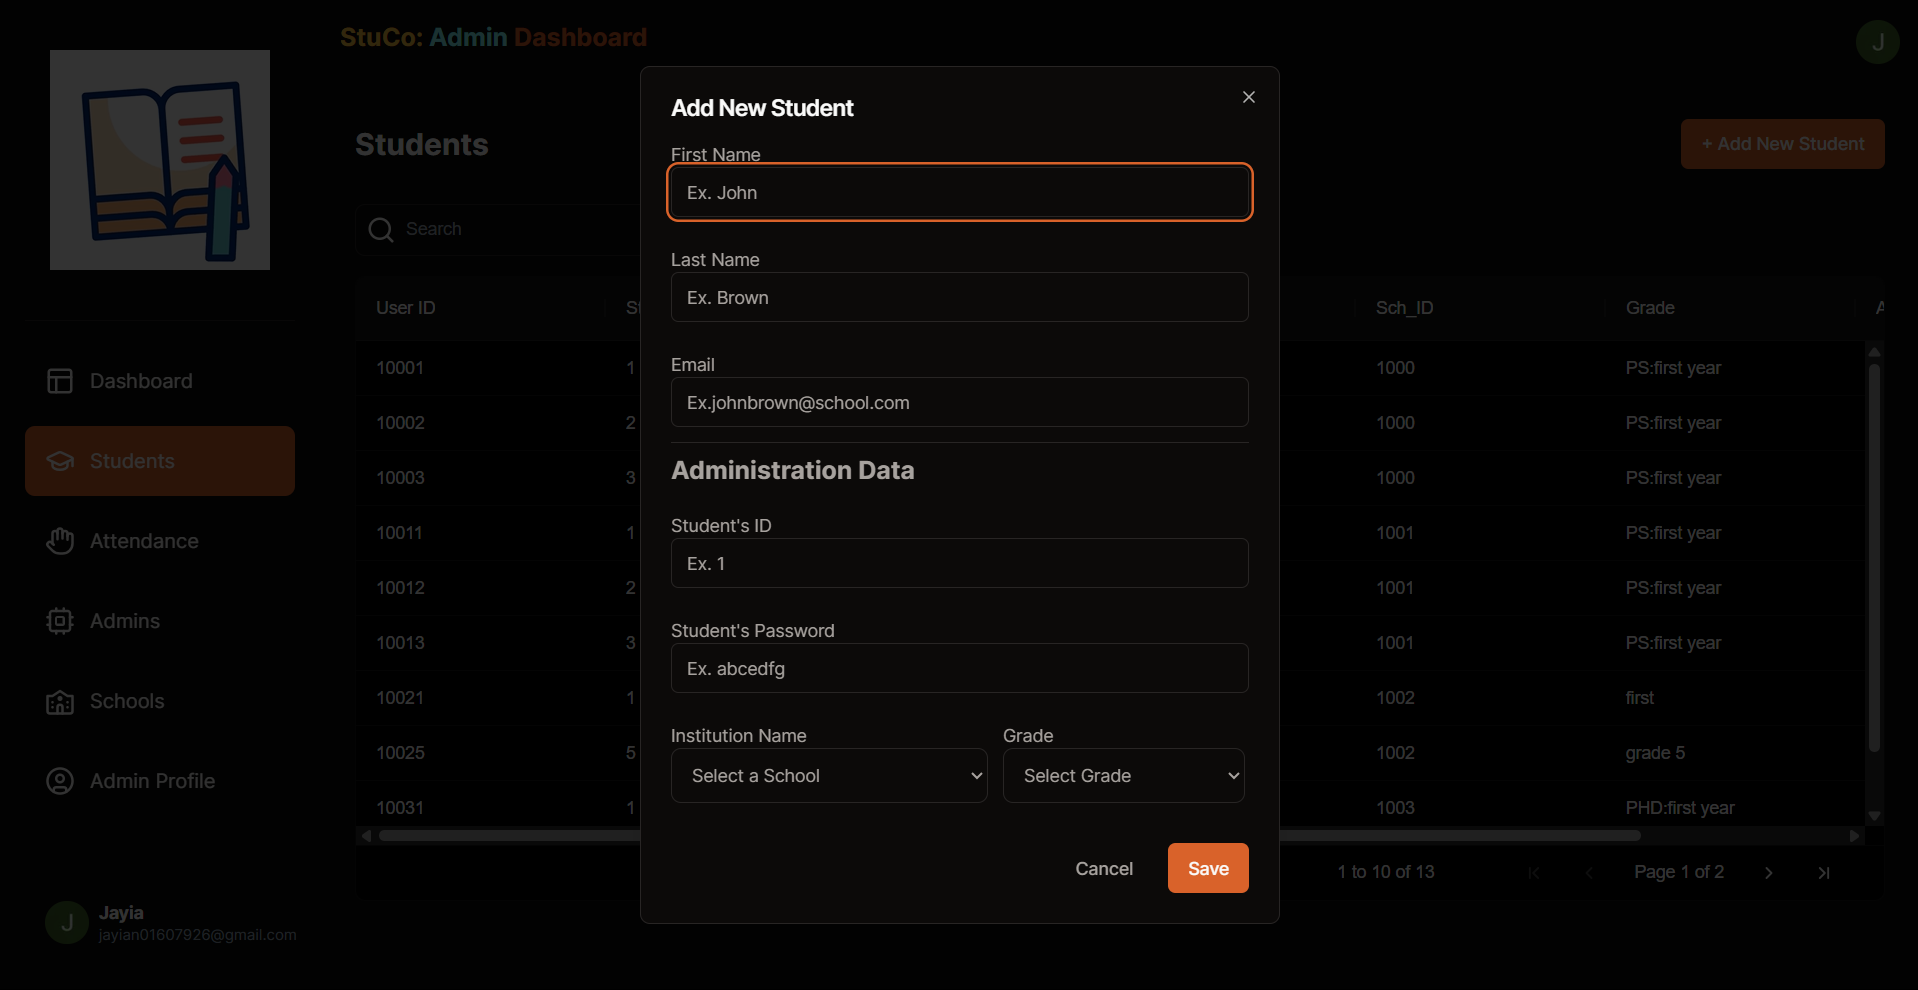 StuCo: Admin Dashboard
J
Students
+ Add New Student
Search
User ID
St
Sch_ID
Grade
A
10001
1
1000
PS:first year
10002
2
1000
PS:first year
10003
3
1000
PS:first year
10011
1
1001
PS:first year
10012
2
1001
PS:first year
10013
3
1001
PS:first year
10021
1
1002
first
10025
5
1002
grade 5
10031
1
1003
PHD:first year
1 to 10 of 13
Page 1 of 2
Dashboard
Students
Attendance
Admins
Schools
Admin Profile
J
Jayia
jayian01607926@gmail.com
Add New Student
First Name
Ex. John
Last Name
Ex. Brown
Email
Ex.johnbrown@school.com
Administration Data
Student's ID
Ex. 1
Student's Password
Ex. abcedfg
Institution Name
Grade
Select a School
Select Grade
Cancel
Save